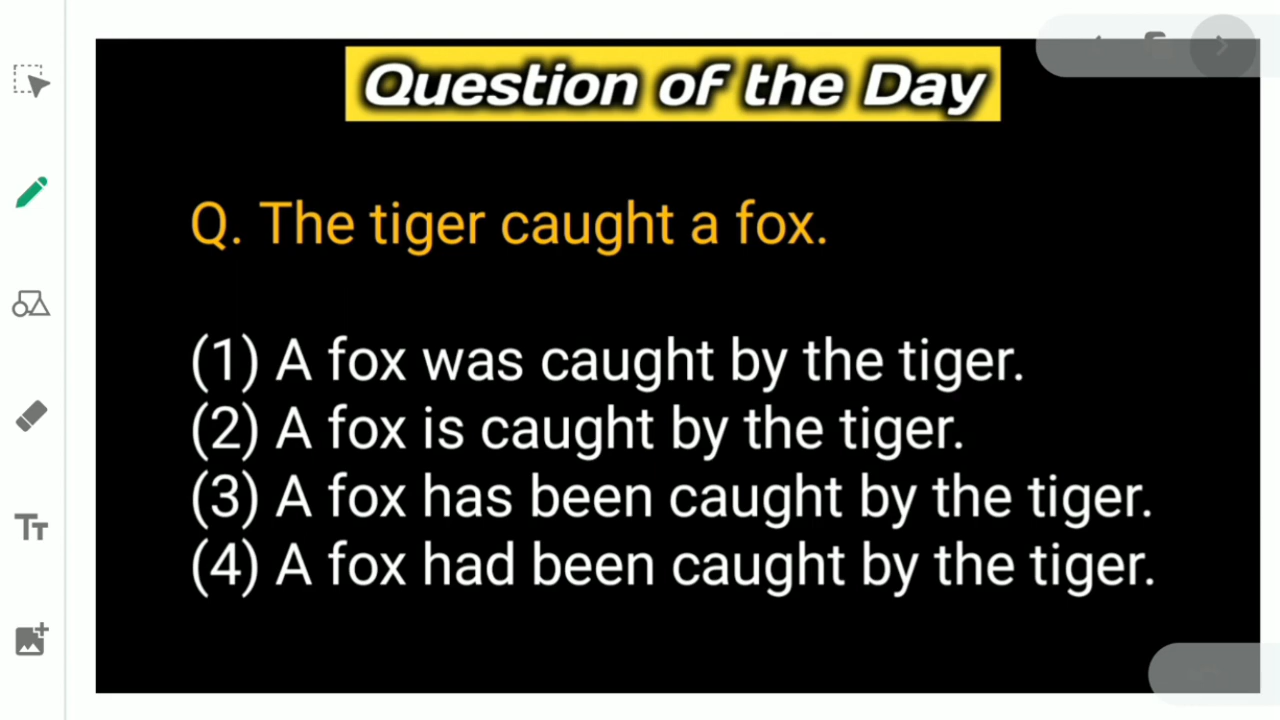 Question of the Day
Q. The tiger caught a fox.
(1) A fox was caught by the tiger.
(2) A fox is caught by the tiger.
(3) A fox has been caught by the tiger.
(4) A fox had been caught by the tiger.
TT